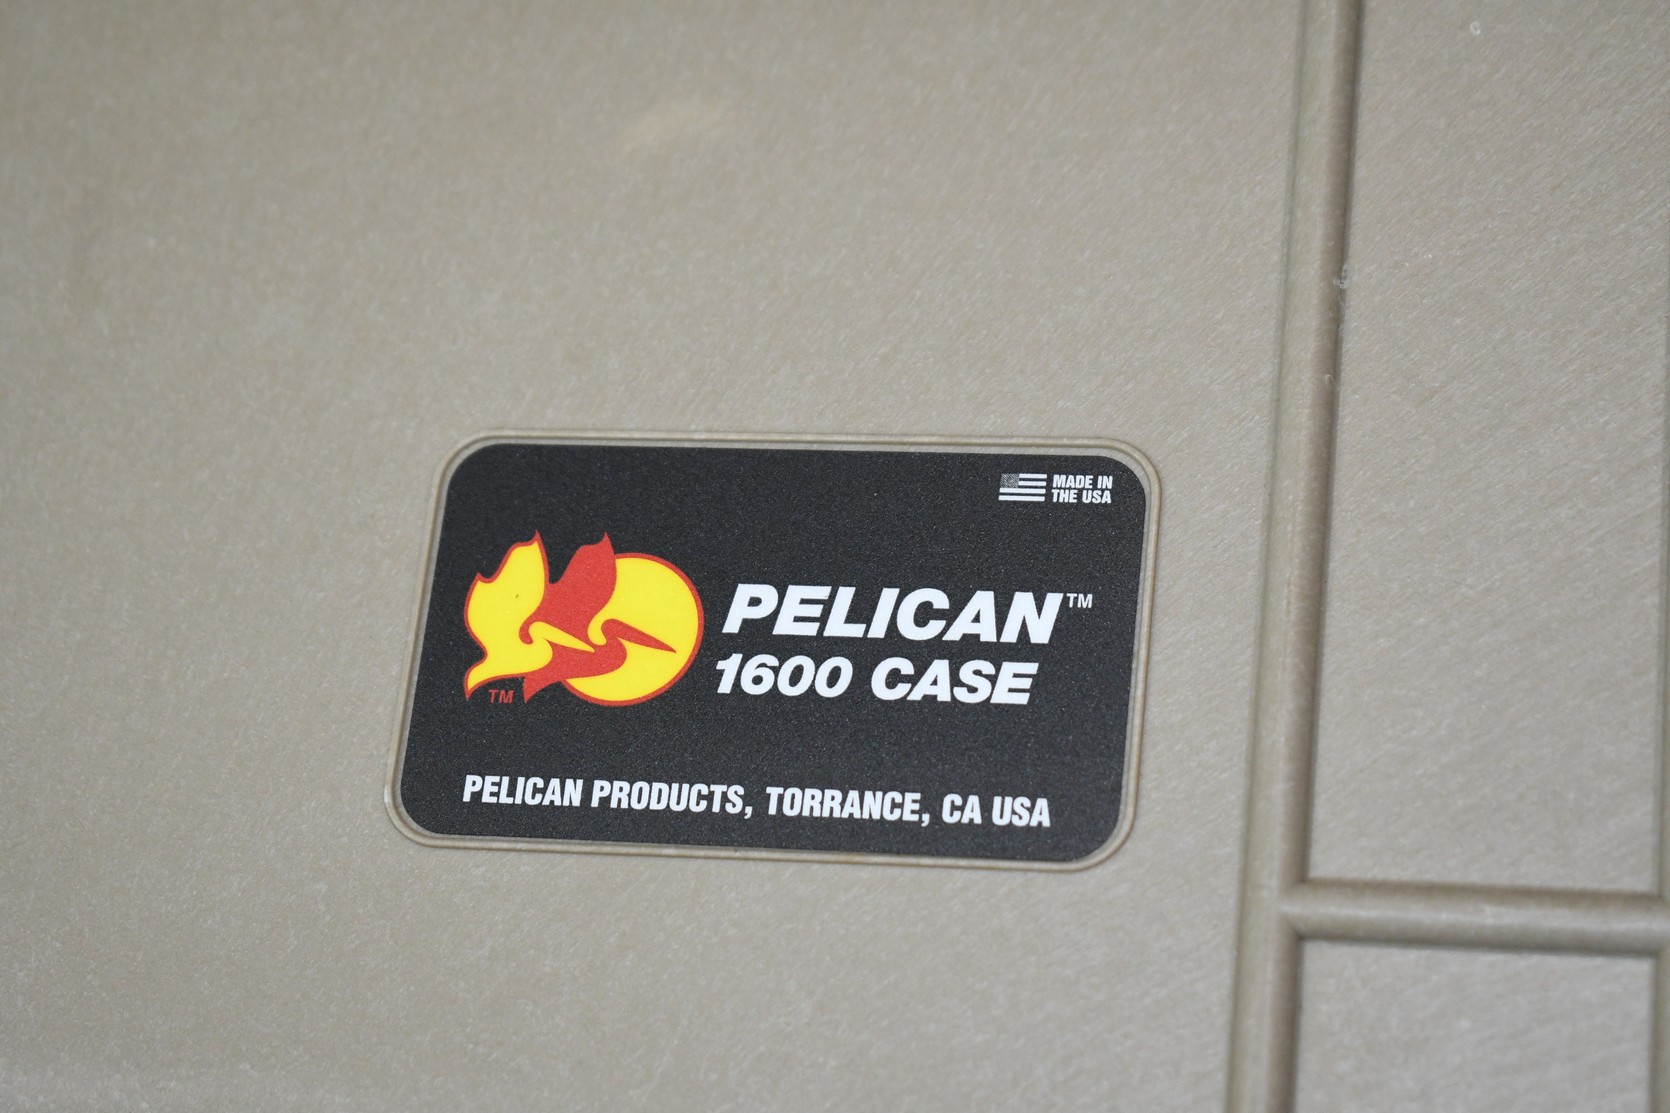 MADE IN
THE USA
PELICAN™
1600 CASE
TM
PELICAN PRODUCTS, TORRANCE, CA USA